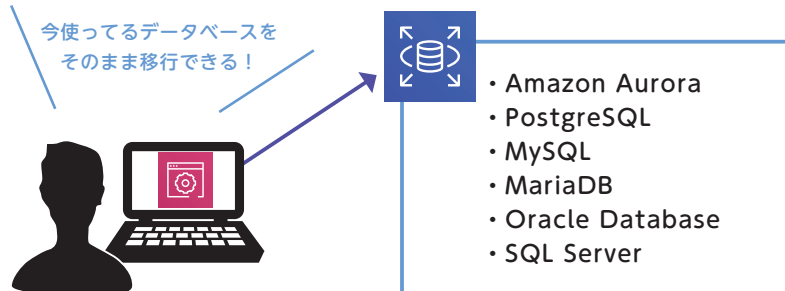 今使ってるデータベースを
そのまま移行できる！
・Amazon Aurora
・PostgreSQL
・MySQL
・MariaDB
・Oracle Database
・SQL Server